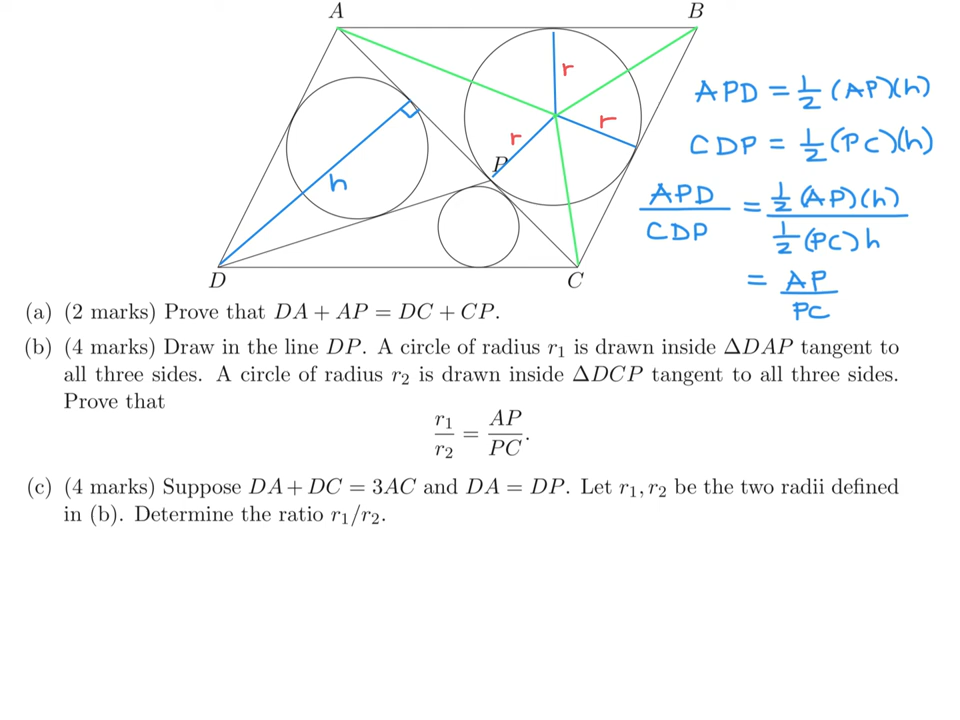 A
B
r
r
r
P
h
D
C
APD = 1/2 (AP)(h)
CDP = 1/2 (PC)(h)
APD/CDP = 1/2 (AP)(h) / 1/2 (PC)h
= AP/PC
(a) (2 marks) Prove that DA + AP = DC + CP.
(b) (4 marks) Draw in the line DP. A circle of radius r₁ is drawn inside ΔDAP tangent to
all three sides. A circle of radius r₂ is drawn inside ΔDCP tangent to all three sides.
Prove that
r₁/r₂ = AP/PC.
(c) (4 marks) Suppose DA + DC = 3AC and DA = DP. Let r₁, r₂ be the two radii defined
in (b). Determine the ratio r₁/r₂.